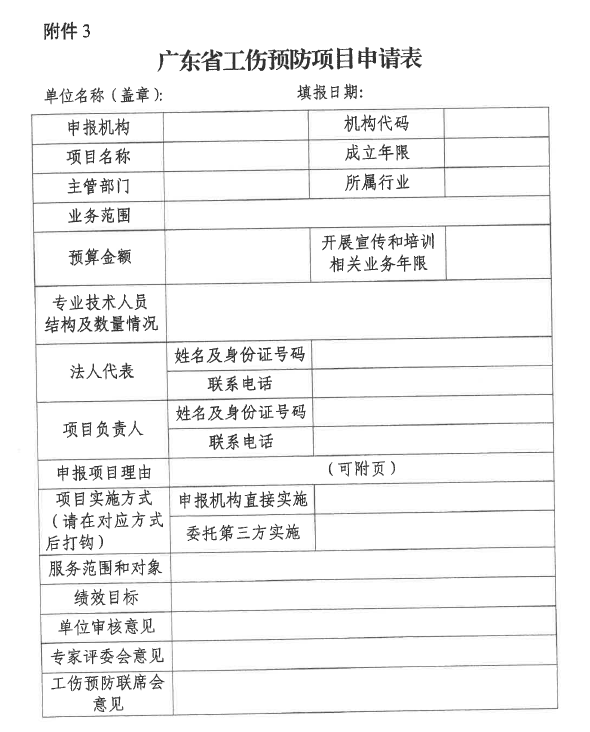 附件 3
广东省工伤预防项目申请表
单位名称（盖章）： 填报日期：
申报机构 机构代码
项目名称 成立年限
主管部门 所属行业
业务范围
预算金额 开展宣传和培训
相关业务年限
专业技术人员
结构及数量情况
法人代表 姓名及身份证号码
联系电话
项目负责人 姓名及身份证号码
联系电话
申报项目理由 （可附页）
项目实施方式
（请在对应方式
后打钩） 申报机构直接实施
委托第三方实施
服务范围和对象
绩效目标
单位审核意见
专家评委会意见
工伤预防联席会
意见